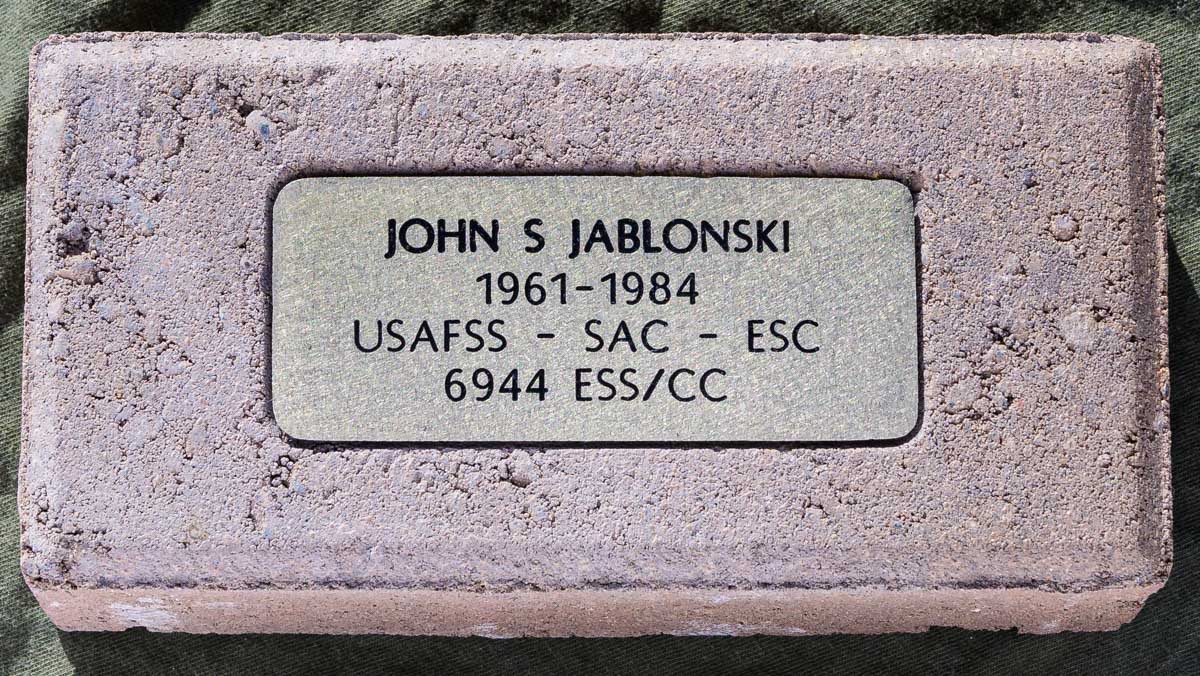 JOHN S JABLONSKI
1961-1984
USAFSS - SAC - ESC
6944 ESS/CC